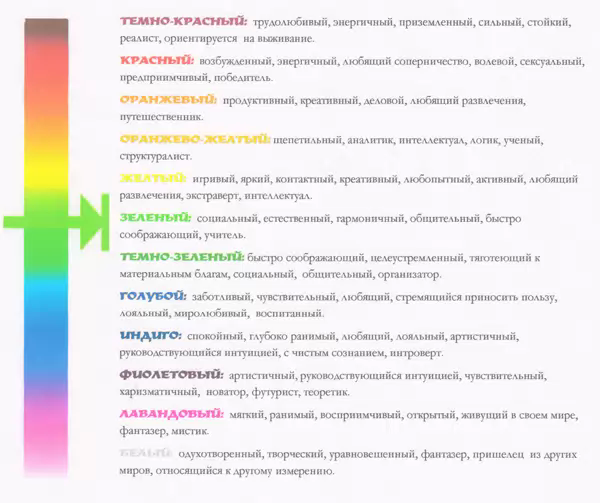 ТЕМНО-КРАСНЫЙ: трудолюбивый, энергичный, приземленный, сильный, стойкий,
реалист, ориентируется на выживание.
КРАСНЫЙ: возбужденный, энергичный, любящий соперничество, волевой, сексуальный,
предприимчивый, победитель.
ОРАНЖЕВЫЙ: продуктивный, креативный, деловой, любящий развлечения,
путешественник.
ОРАНЖЕВО-ЖЕЛТЫЙ: щепетильный, аналитик, интеллектуал, логик, ученый,
структуралист.
ЖЕЛТЫЙ: игривый, яркий, контактный, креативный, любопытный, активный, любящий
развлечения, экстраверт, интеллектуал.
ЗЕЛЕНЫЙ: социальный, естественный, гармоничный, общительный, быстро
соображающий, учитель.
ТЕМНО-ЗЕЛЕНЫЙ: быстро соображающий, целеустремленный, тяготеющий к
материальным благам, социальный, общительный, организатор.
ГОЛУБОЙ: заботливый, чувствительный, любящий, стремящийся приносить пользу,
лояльный, миролюбивый, воспитанный.
ИНДИГО: спокойный, глубоко ранимый, любящий, лояльный, артистичный,
руководствующийся интуицией, с чистым сознанием, интроверт.
ФИОЛЕТОВЫЙ: артистичный, руководствующийся интуицией, чувствительный,
харизматичный, новатор, футурист, теоретик.
ЛАВАНДОВЫЙ: мягкий, ранимый, восприимчивый, открытый, живущий в своем мире,
фантазер, мистик.
БЕЛЫЙ: одухотворенный, творческий, уравновешенный, фантазер, пришелец из других
миров, относящийся к другому измерению.